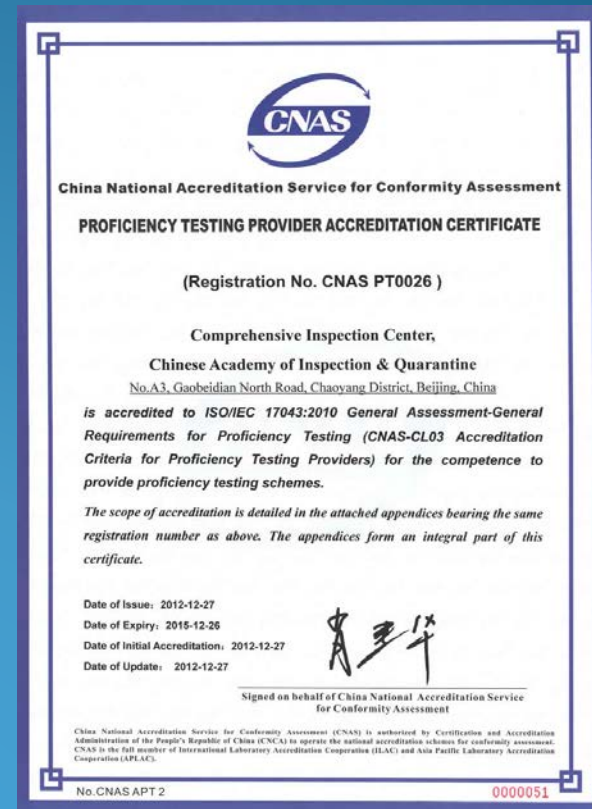 CNAS
China National Accreditation Service for Conformity Assessment
PROFICIENCY TESTING PROVIDER ACCREDITATION CERTIFICATE
(Registration No. CNAS PT0026 )
Comprehensive Inspection Center,
Chinese Academy of Inspection & Quarantine
No.A3, Gaobeidian North Road, Chaoyang District, Beijing, China
is accredited to ISO/IEC 17043:2010 General Assessment-General
Requirements for Proficiency Testing (CNAS-CL03 Accreditation
Criteria for Proficiency Testing Providers) for the competence to
provide proficiency testing schemes.
The scope of accreditation is detailed in the attached appendices bearing the same
registration number as above. The appendices form an integral part of this
certificate.
Date of Issue: 2012-12-27
Date of Expiry: 2015-12-26
Date of Initial Accreditation: 2012-12-27
Date of Update: 2012-12-27
Signed on behalf of China National Accreditation Service
for Conformity Assessment
China National Accreditation Service for Conformity Assessment (CNAS) is authorized by Certification and Accreditation
Administration of the People's Republic of China (CNCA) to operate the national accreditation schemes for conformity assessment.
CNAS is the full member of International Laboratory Accreditation Cooperation (ILAC) and Asia Pacific Laboratory Accreditation
Cooperation (APLAC).
No.CNAS APT 2
0000051